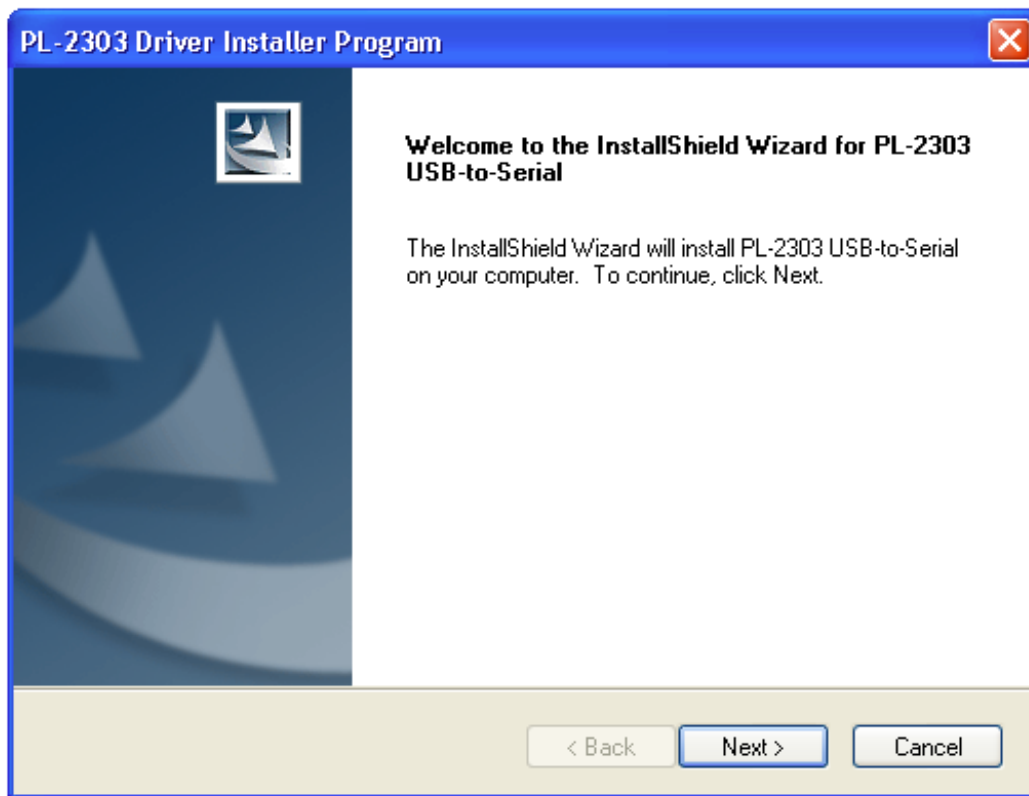 PL-2303 Driver Installer Program
Welcome to the InstallShield Wizard for PL-2303
USB-to-Serial
The InstallShield Wizard will install PL-2303 USB-to-Serial
on your computer.  To continue, click Next.
< Back
Next >
Cancel